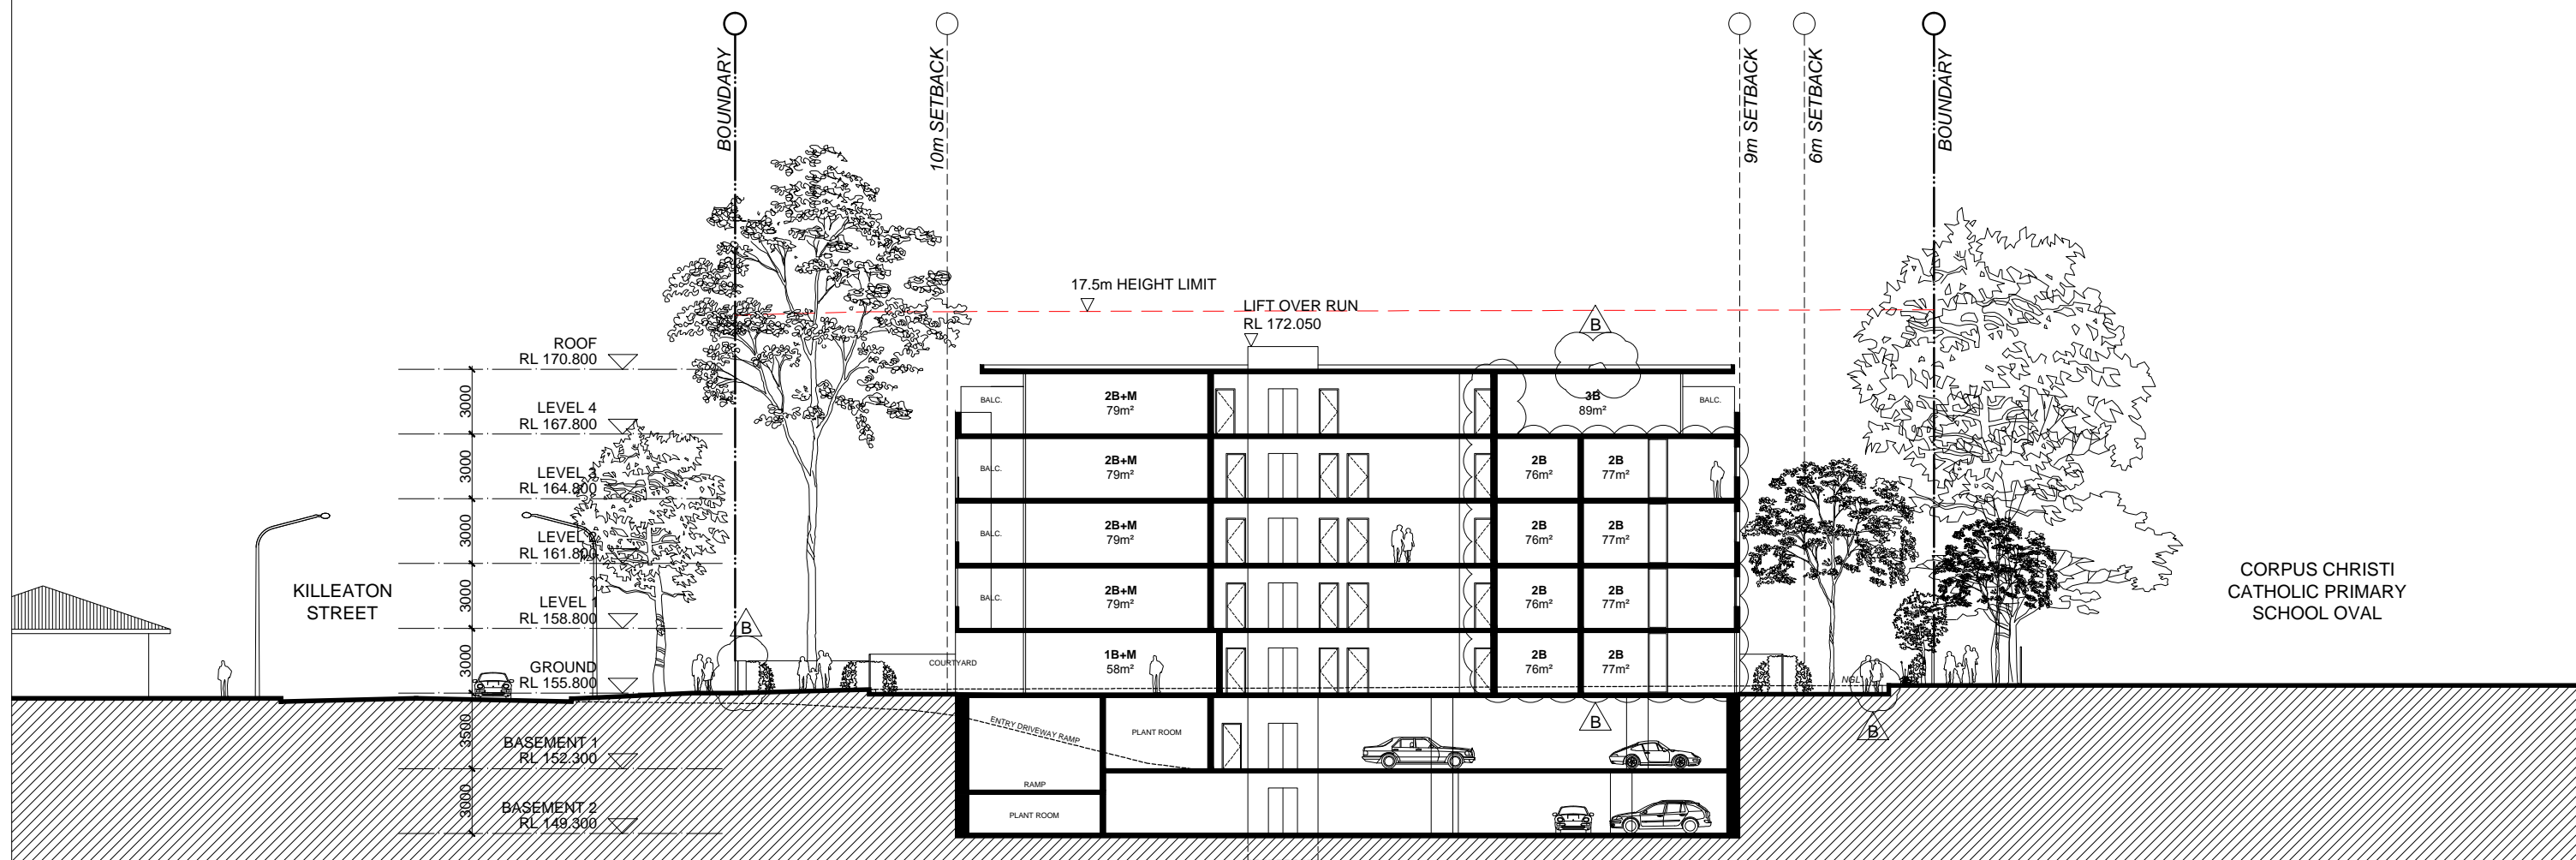 BOUNDARY
10m SETBACK
9m SETBACK
6m SETBACK
BOUNDARY
17.5m HEIGHT LIMIT
LIFT OVER RUN
RL 172.050
B
ROOF
RL 170.800
3000
LEVEL 4
RL 167.800
3000
LEVEL 3
RL 164.800
3000
LEVEL 2
RL 161.800
3000
LEVEL 1
RL 158.800
3000
GROUND
RL 155.800
3500
BASEMENT 1
RL 152.300
3000
BASEMENT 2
RL 149.300
KILLEATON
STREET
B
BALC.
2B+M
79m²
3B
89m²
BALC.
BALC.
2B+M
79m²
2B
76m²
2B
77m²
BALC.
2B+M
79m²
2B
76m²
2B
77m²
BALC.
2B+M
79m²
2B
76m²
2B
77m²
COURTYARD
1B+M
58m²
2B
76m²
2B
77m²
NGL
B
B
ENTRY DRIVEWAY RAMP
PLANT ROOM
RAMP
PLANT ROOM
CORPUS CHRISTI
CATHOLIC PRIMARY
SCHOOL OVAL